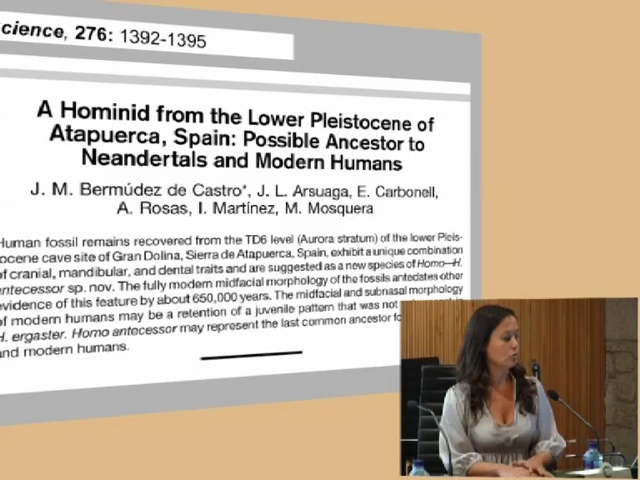 cience, 276: 1392-1395
A Hominid from the Lower Pleistocene of
Atapuerca, Spain: Possible Ancestor to
Neandertals and Modern Humans
J. M. Bermúdez de Castro*, J. L. Arsuaga, E. Carbonell,
A. Rosas, I. Martínez, M. Mosquera
Human fossil remains recovered from the TD6 level (Aurora stratum) of the lower Pleis-
ocene cave site of Gran Dolina, Sierra de Atapuerca, Spain, exhibit a unique combination
of cranial, mandibular, and dental traits and are suggested as a new species of Homo—H.
antecessor sp. nov. The fully modern midfacial morphology of the fossils antedates other
evidence of this feature by about 650,000 years. The midfacial and subnasal morphology
of modern humans may be a retention of a juvenile pattern that was not
H. ergaster. Homo antecessor may represent the last common ancestor
and modern humans.